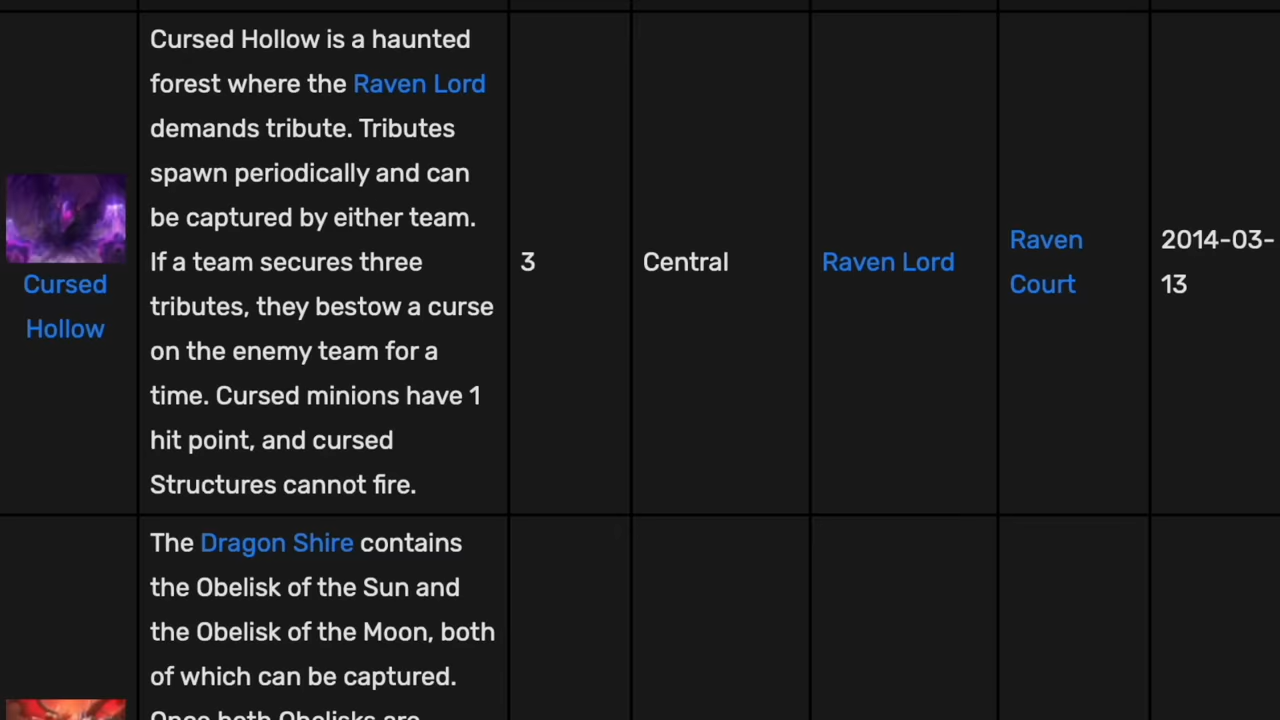 Cursed Hollow is a haunted
forest where the Raven Lord
demands tribute. Tributes
spawn periodically and can
be captured by either team.
If a team secures three
tributes, they bestow a curse
on the enemy team for a
time. Cursed minions have 1
hit point, and cursed
Structures cannot fire.
Cursed
Hollow
3
Central
Raven Lord
Raven
Court
2014-03-
13
The Dragon Shire contains
the Obelisk of the Sun and
the Obelisk of the Moon, both
of which can be captured.
Once both Obelisks are